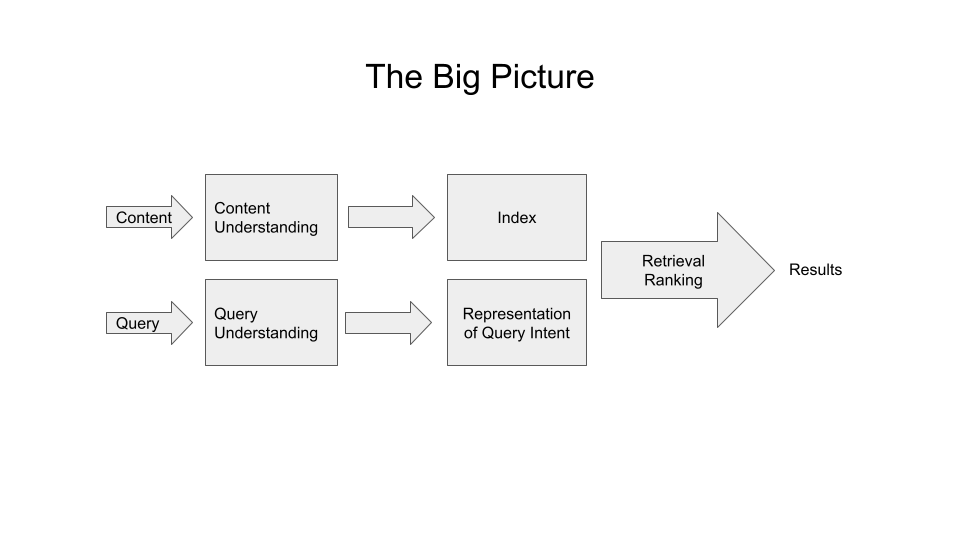 The Big Picture
Content
Content
Understanding
Index
Retrieval
Ranking
Results
Query
Query
Understanding
Representation
of Query Intent